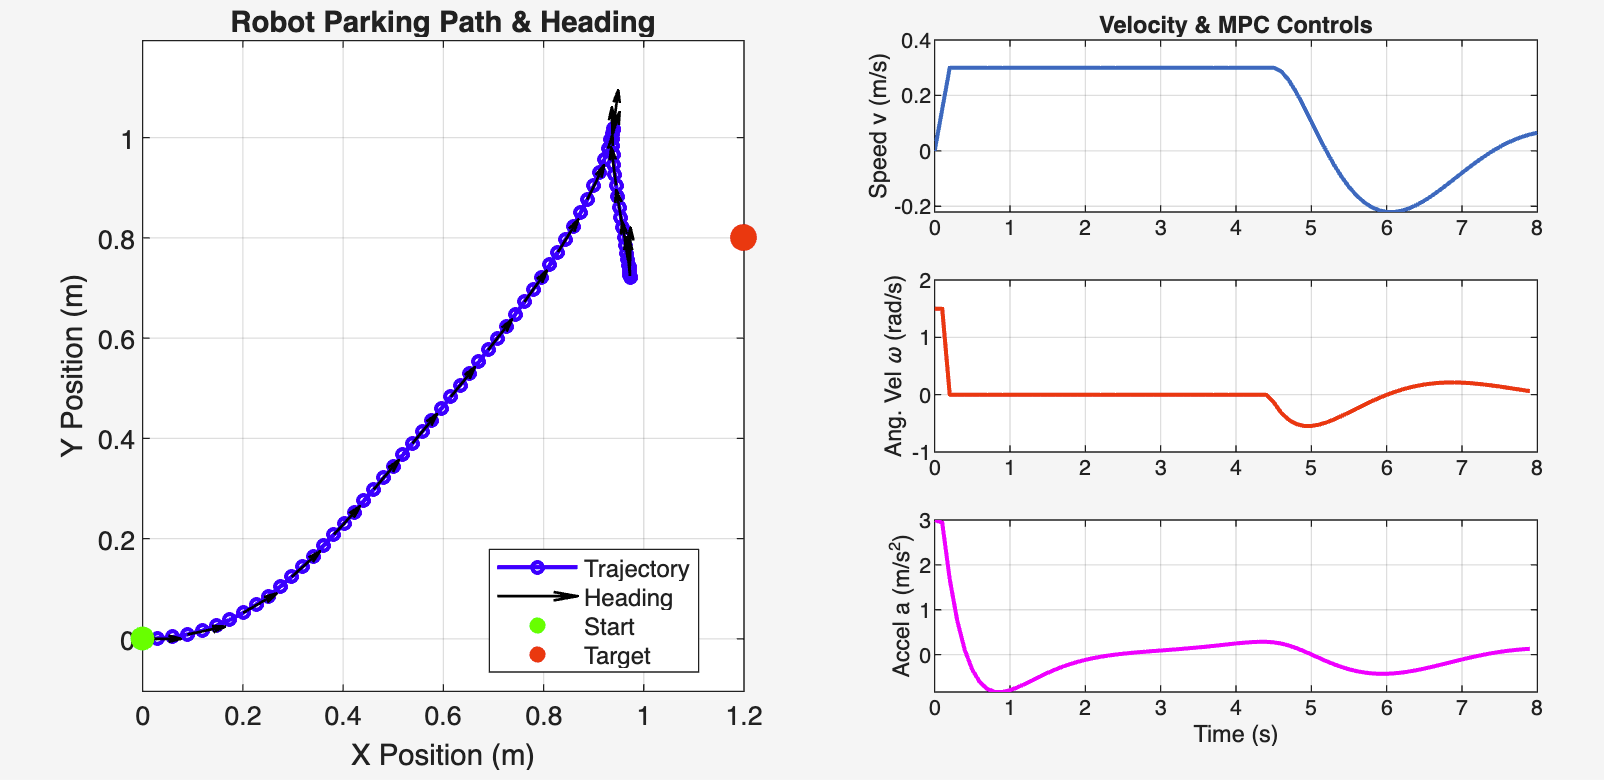 Robot Parking Path & Heading
Y Position (m)
1
0.8
0.6
0.4
0.2
0
0 0.2 0.4 0.6 0.8 1 1.2
X Position (m)
Trajectory
Heading
Start
Target
Velocity & MPC Controls
Speed v (m/s)
0.4
0.2
0
-0.2
0 1 2 3 4 5 6 7 8
Ang. Vel ω (rad/s)
2
1
0
-1
0 1 2 3 4 5 6 7 8
Accel a (m/s²)
3
2
1
0
0 1 2 3 4 5 6 7 8
Time (s)